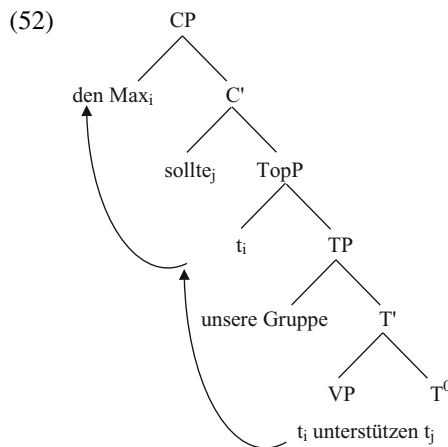 (52) CP
den Maxᵢ C'
sollteⱼ TopP
tᵢ TP
unsere Gruppe T'
VP T⁰
tᵢ unterstützen tⱼ